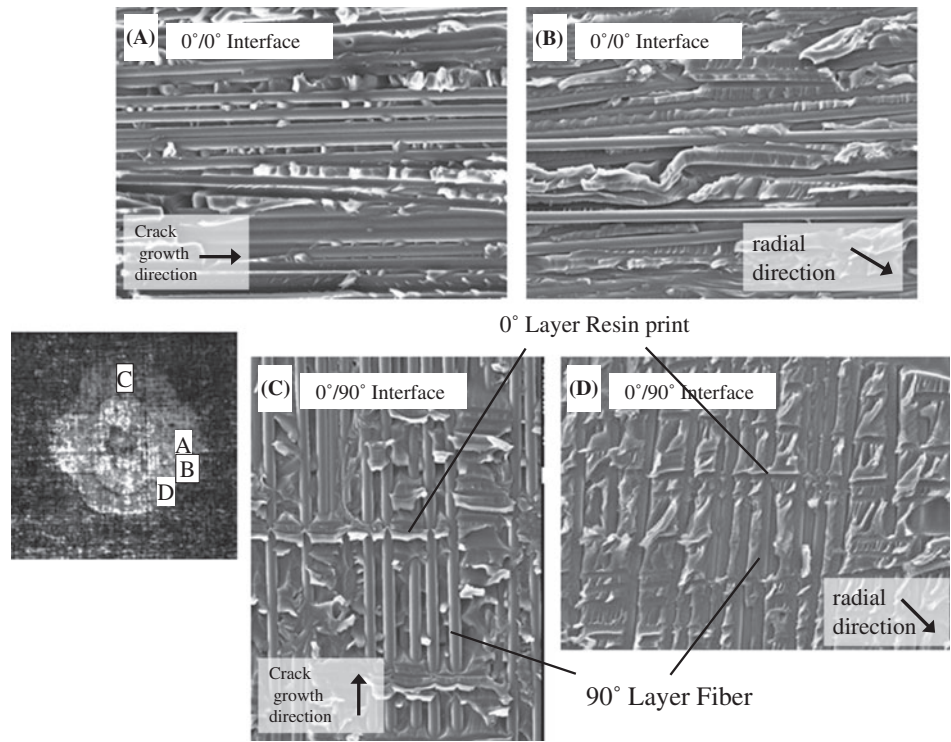 (A) 0°/0° Interface
Crack
growth
direction
(B) 0°/0° Interface
radial
direction
0° Layer Resin print
C
A
B
D
(C) 0°/90° Interface
Crack
growth
direction
(D) 0°/90° Interface
radial
direction
90° Layer Fiber